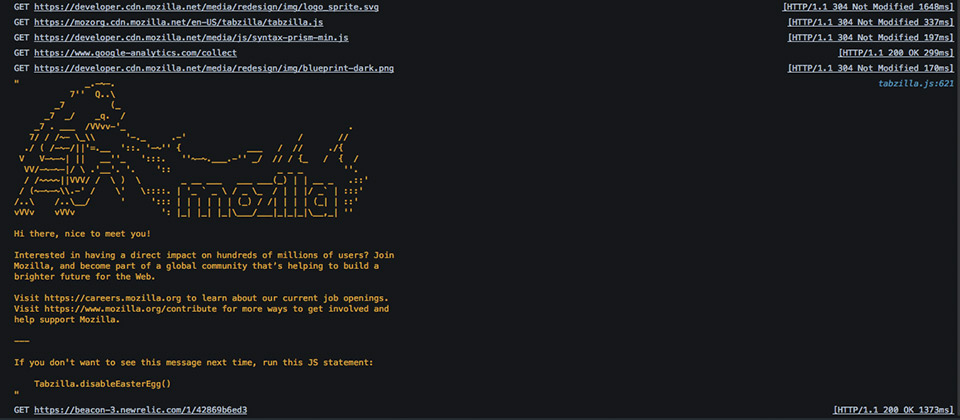 GET https://developer.cdn.mozilla.net/media/redesign/img/logo_sprite.svg [HTTP/1.1 304 Not Modified 1648ms]
GET https://mozorg.cdn.mozilla.net/en-US/tabzilla/tabzilla.js [HTTP/1.1 304 Not Modified 337ms]
GET https://developer.cdn.mozilla.net/media/js/syntax-prism-min.js [HTTP/1.1 304 Not Modified 197ms]
GET https://www.google-analytics.com/collect [HTTP/1.1 200 OK 299ms]
GET https://developer.cdn.mozilla.net/media/redesign/img/blueprint-dark.png [HTTP/1.1 304 Not Modified 170ms]
" tabzilla.js:621
mozilla
Hi there, nice to meet you!
Interested in having a direct impact on hundreds of millions of users? Join
Mozilla, and become part of a global community that's helping to build a
brighter future for the Web.
Visit https://careers.mozilla.org to learn about our current job openings.
Visit https://www.mozilla.org/contribute for more ways to get involved and
help support Mozilla.
———
If you don't want to see this message next time, run this JS statement:
Tabzilla.disableEasterEgg()
"
GET https://beacon-3.newrelic.com/1/42869b6ed3 [HTTP/1.1 200 OK 1373ms]